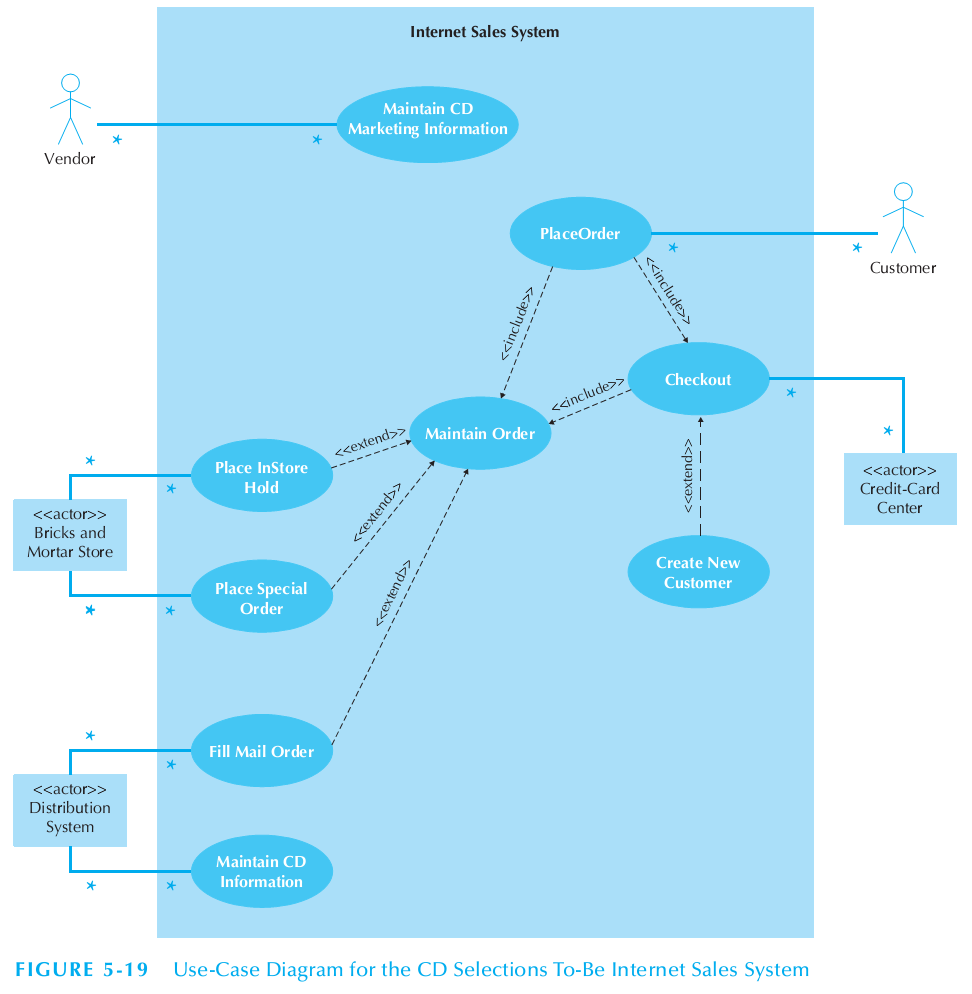 Internet Sales System
Maintain CD
Marketing Information
*
*
Vendor
PlaceOrder
*
*
Customer
<<include>>
<<include>>
Checkout
<<include>>
*
*
Maintain Order
<<extend>>
Place InStore
Hold
*
*
<<actor>>
Bricks and
Mortar Store
<<extend>>
<<extend>>
<<actor>>
Credit-Card
Center
Create New
Customer
Place Special
Order
*
*
<<extend>>
Fill Mail Order
*
*
<<actor>>
Distribution
System
Maintain CD
Information
*
*
FIGURE 5-19 Use-Case Diagram for the CD Selections To-Be Internet Sales System